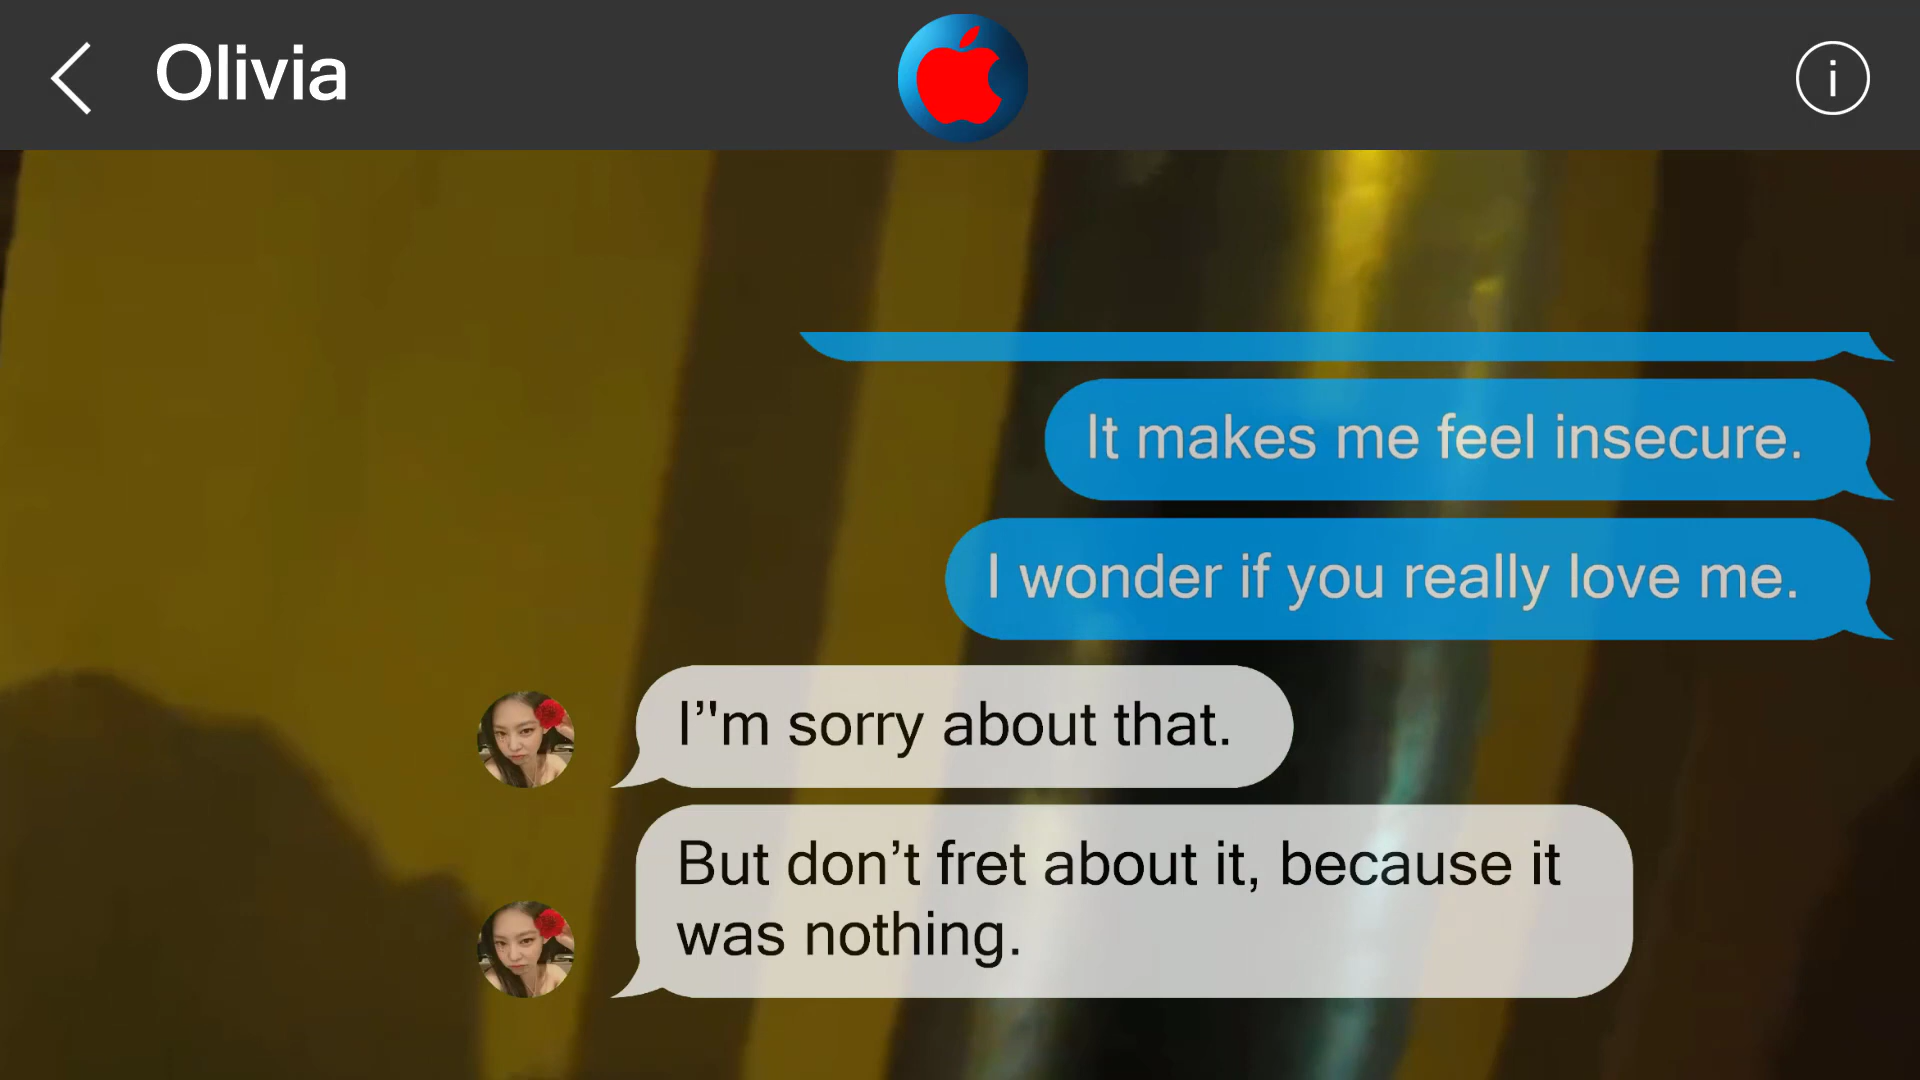 Olivia
i
It makes me feel insecure.
I wonder if you really love me.
I’'m sorry about that.
But don’t fret about it, because it
was nothing.